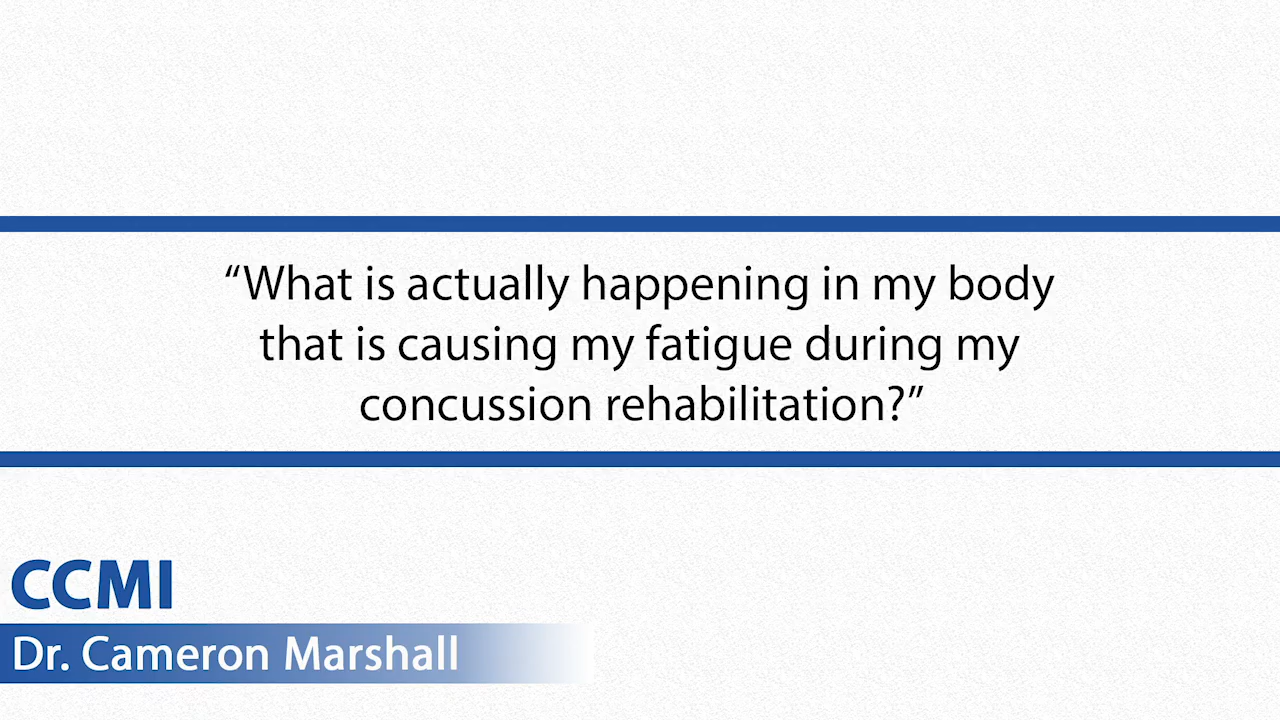 “What is actually happening in my body
that is causing my fatigue during my
concussion rehabilitation?”
CCMI
Dr. Cameron Marshall